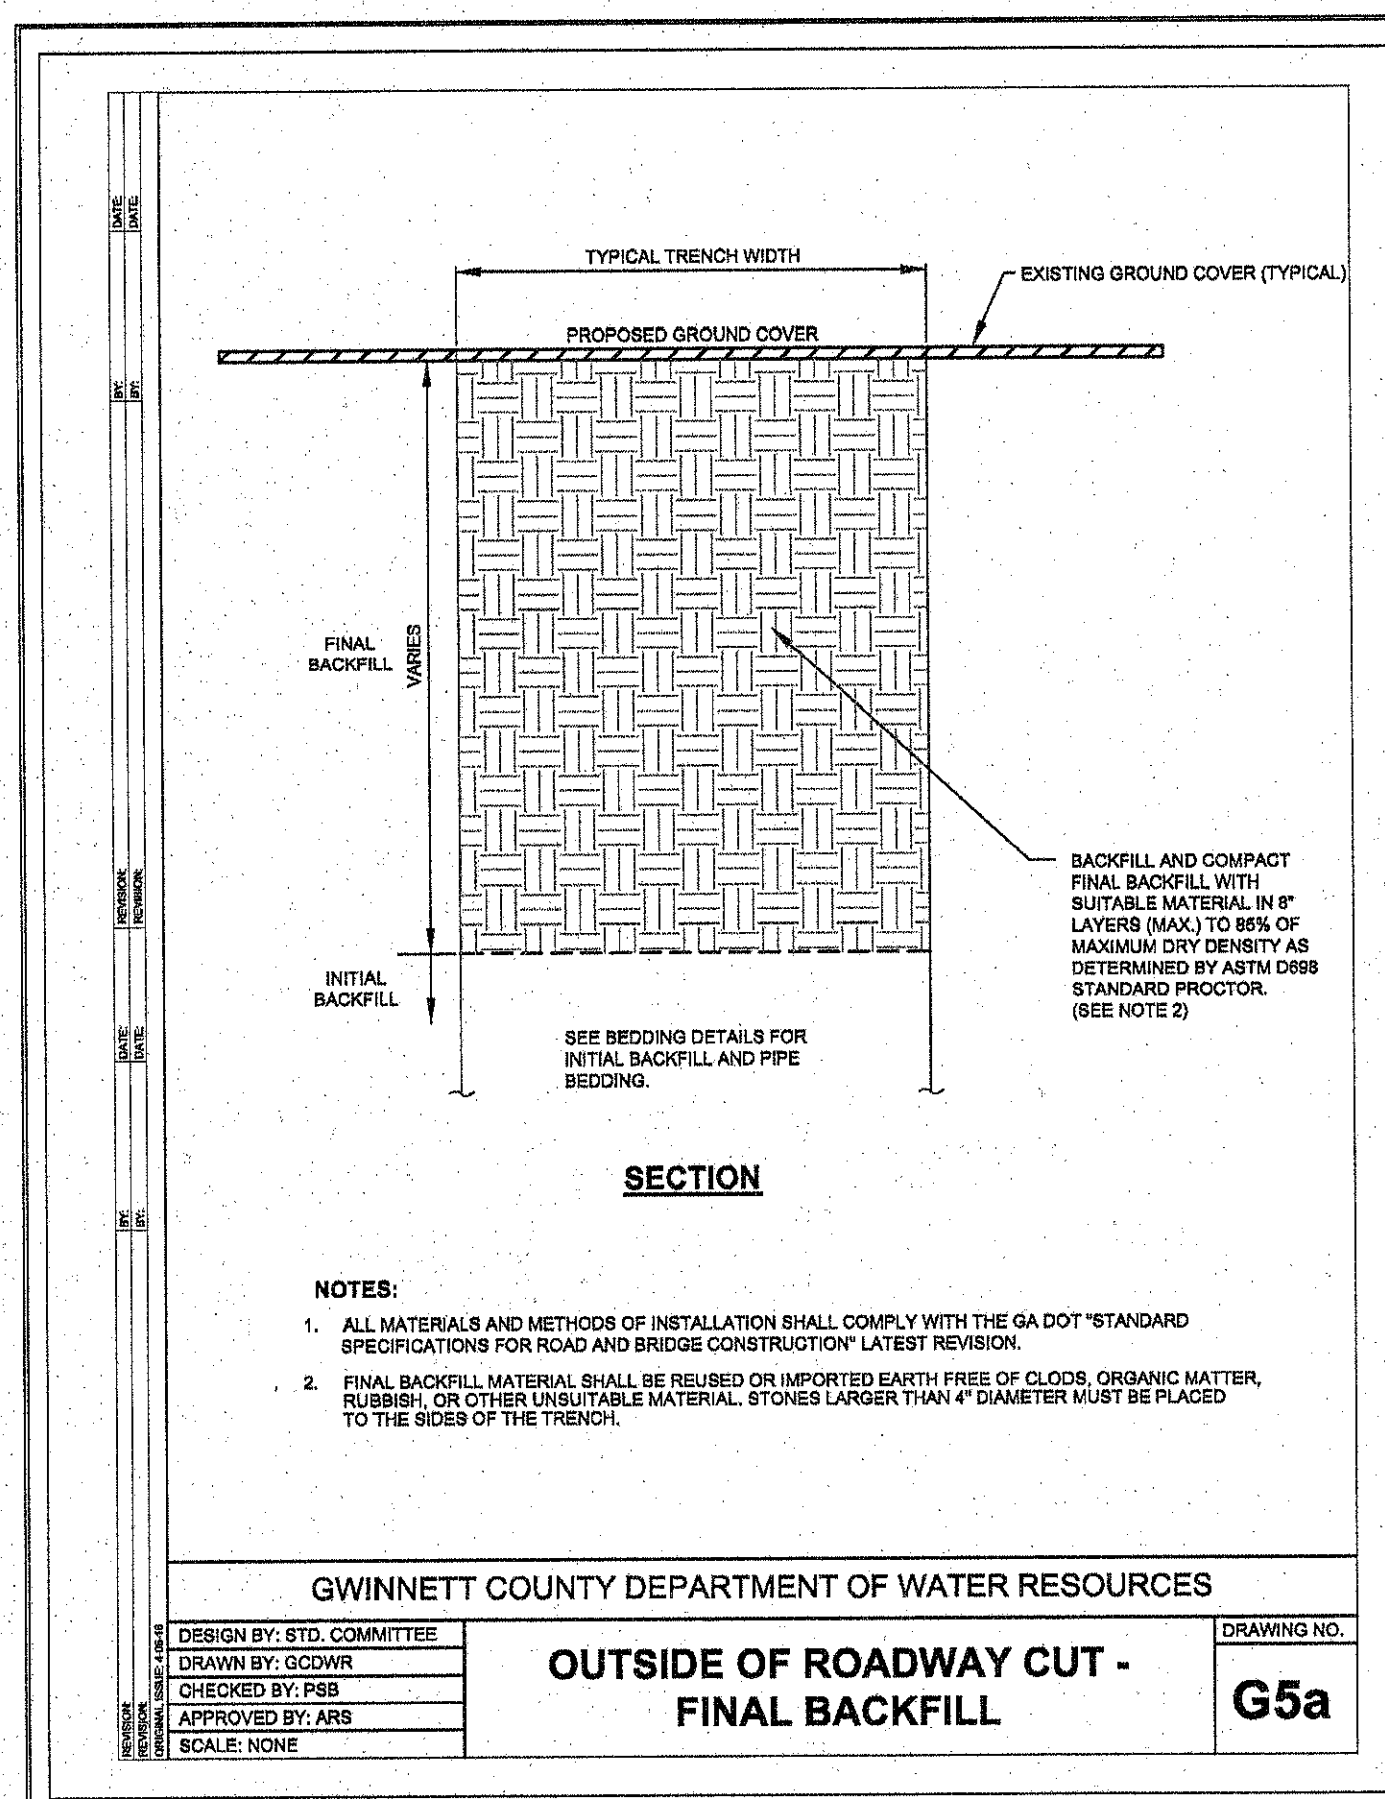 TYPICAL TRENCH WIDTH
EXISTING GROUND COVER (TYPICAL)
PROPOSED GROUND COVER
FINAL
BACKFILL
VARIES
BACKFILL AND COMPACT
FINAL BACKFILL WITH
SUITABLE MATERIAL IN 8"
LAYERS (MAX.) TO 85% OF
MAXIMUM DRY DENSITY AS
DETERMINED BY ASTM D698
STANDARD PROCTOR.
(SEE NOTE 2)
INITIAL
BACKFILL
SEE BEDDING DETAILS FOR
INITIAL BACKFILL AND PIPE
BEDDING.
SECTION
NOTES:
1. ALL MATERIALS AND METHODS OF INSTALLATION SHALL COMPLY WITH THE GA DOT "STANDARD
SPECIFICATIONS FOR ROAD AND BRIDGE CONSTRUCTION" LATEST REVISION.
2. FINAL BACKFILL MATERIAL SHALL BE REUSED OR IMPORTED EARTH FREE OF CLODS, ORGANIC MATTER,
RUBBISH, OR OTHER UNSUITABLE MATERIAL. STONES LARGER THAN 4" DIAMETER MUST BE PLACED
TO THE SIDES OF THE TRENCH.
REVISION: BY: DATE: REVISION: BY: DATE:
REVISION: BY: DATE: REVISION: BY: DATE:
ORIGINAL ISSUE: 4-06-16
GWINNETT COUNTY DEPARTMENT OF WATER RESOURCES
DESIGN BY: STD. COMMITTEE
DRAWN BY: GCDWR
CHECKED BY: PSB
APPROVED BY: ARS
SCALE: NONE
OUTSIDE OF ROADWAY CUT -
FINAL BACKFILL
DRAWING NO.
G5a